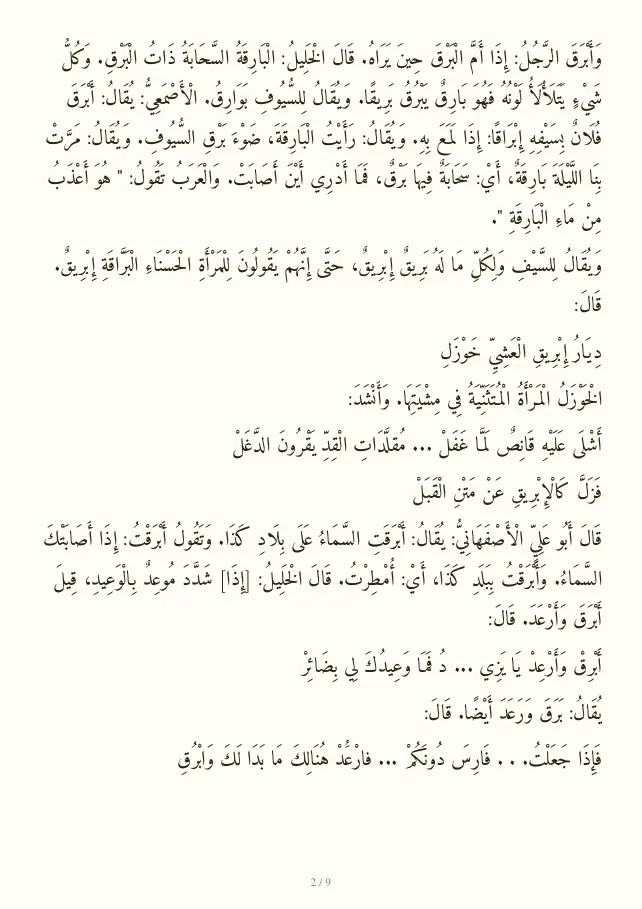 وَأَبْرَقَ الرَّجُلُ: إِذَا أَمَّ الْبَرْقَ حِينَ يَرَاهُ. قَالَ الْخَلِيلُ: الْبَارِقَةُ السَّحَابَةُ ذَاتُ الْبَرْقِ. وَكُلُّ
شَيْءٍ يَتَلَأْلَأُ لَوْنُهُ فَهُوَ بَارِقٌ يَبْرُقُ بَرِيقًا. وَيُقَالُ لِلسُّيُوفِ بَوَارِقُ. الْأَصْمَعِيُّ: يُقَالُ: أَبْرَقَ
فُلَانٌ بِسَيْفِهِ إِبْرَاقًا: إِذَا لَمَعَ بِهِ. وَيُقَالُ: رَأَيْتُ الْبَارِقَةَ، ضَوْءَ بَرْقِ السُّيُوفِ. وَيُقَالُ: مَرَّتْ
بِنَا اللَّيْلَةَ بَارِقَةٌ، أَيْ: سَحَابَةٌ فِيهَا بَرْقٌ، فَمَا أَدْرِي أَيْنَ أَصَابَتْ. وَالْعَرَبُ تَقُولُ: " هُوَ أَعْذَبُ
مِنْ مَاءِ الْبَارِقَةِ ".
وَيُقَالُ لِلسَّيْفِ وَلِكُلِّ مَا لَهُ بَرِيقٌ إِبْرِيقٌ، حَتَّى إِنَّهُمْ يَقُولُونَ لِلْمَرْأَةِ الْحَسْنَاءِ الْبَرَّاقَةِ إِبْرِيقٌ.
قَالَ:
دِيَارُ إِبْرِيقِ الْعَشِيِّ خَوْزَلِ
الْخَوْزَلُ الْمَرْأَةُ الْمُتَثَنِّيَةُ فِي مِشْيَتِهَا. وَأَنْشَدَ:
أَشْلَى عَلَيْهِ قَانِصٌ لَمَّا غَفَلْ ... مُقَلَّدَاتِ الْقِدِّ يَقْرُونَ الدَّغَلْ
فَزَلَّ كَالْإِبْرِيقِ عَنْ مَتْنِ الْقَبَلْ
قَالَ أَبُو عَلِيٍّ الْأَصْفَهَانِيُّ: يُقَالُ: أَبْرَقَتِ السَّمَاءُ عَلَى بِلَادِ كَذَا. وَتَقُولُ أَبْرَقْتُ: إِذَا أَصَابَتْكَ
السَّمَاءُ. وَأَبْرَقْتُ بِبَلَدِ كَذَا، أَيْ: أُمْطِرْتُ. قَالَ الْخَلِيلُ: [إِذَا] شَدَّدَ مُوعِدٌ بِالْوَعِيدِ، قِيلَ
أَبْرَقَ وَأَرْعَدَ. قَالَ:
أَبْرِقْ وَأَرْعِدْ يَا يَزِي ... دُ فَمَا وَعِيدُكَ لِي بِضَائِرْ
يُقَالُ: بَرَقَ وَرَعَدَ أَيْضًا. قَالَ:
فَإِذَا جَعَلْتُ. . . فَارِسَ دُونَكُمْ ... فارْعُدْ هُنَالِكَ مَا بَدَا لَكَ وَابْرُقِ
2 / 9